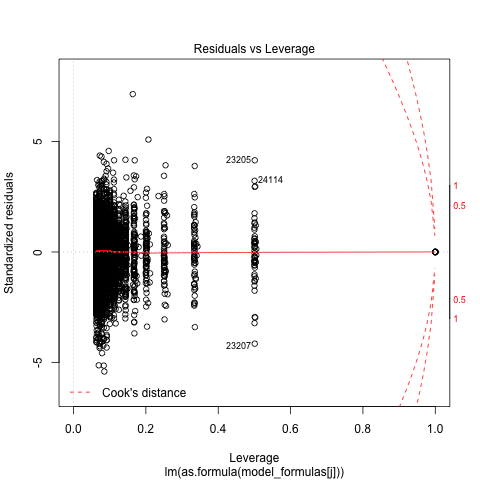 Residuals vs Leverage
Standardized residuals
5
0
-5
23205
24114
23207
1
0.5
0.5
1
Cook's distance
0.0 0.2 0.4 0.6 0.8 1.0
Leverage
lm(as.formula(model_formulas[j]))